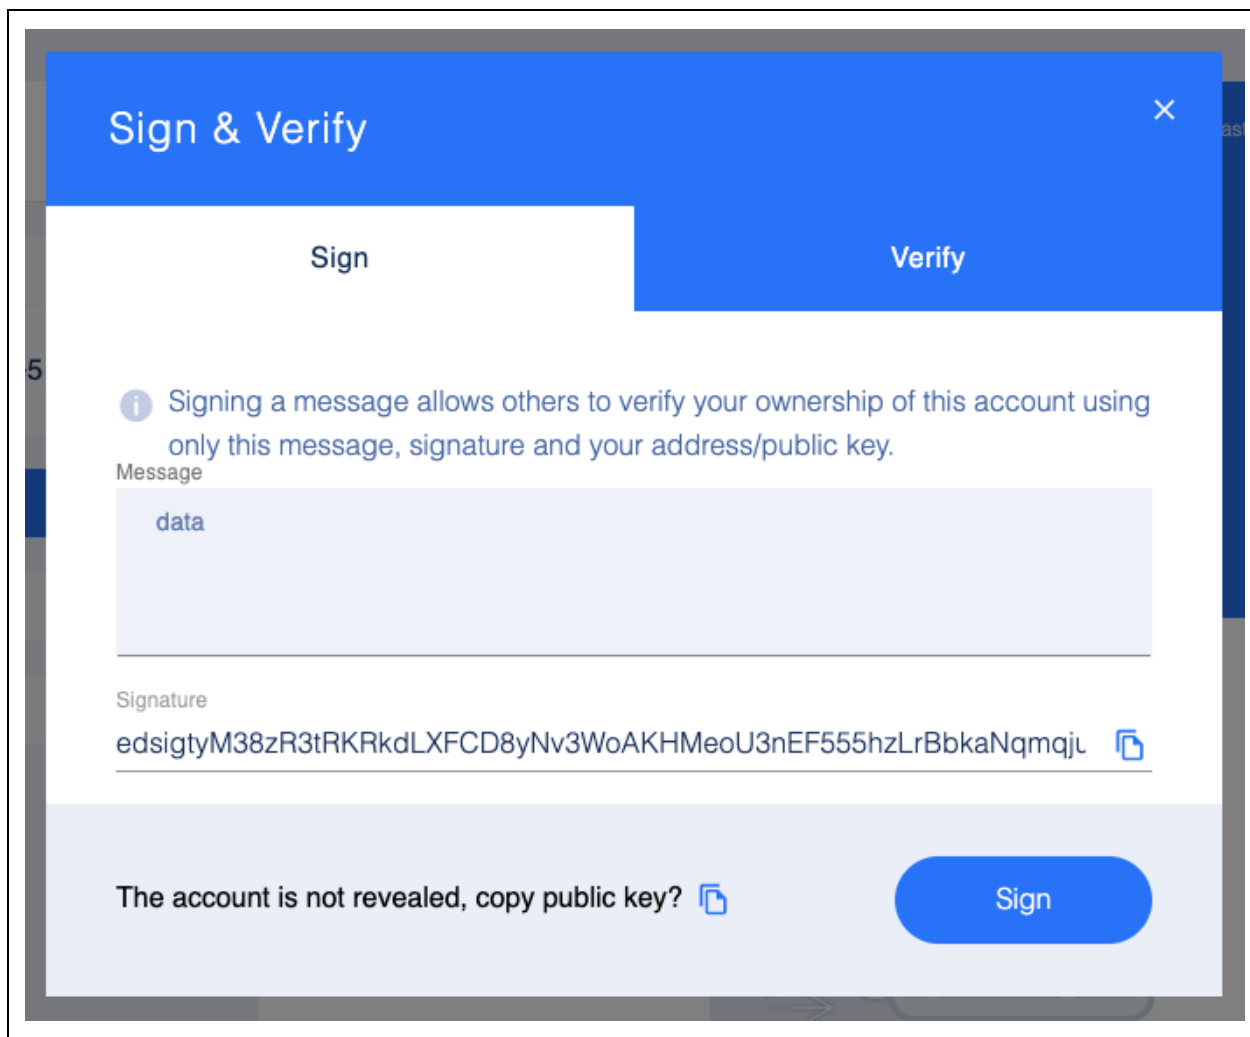 Sign & Verify
Sign
Verify
Signing a message allows others to verify your ownership of this account using
only this message, signature and your address/public key.
Message
data
Signature
edsigtyM38zR3tRKRkdLXFCD8yNv3WoAKHMeoU3nEF555hzLrBbkaNqmqju
The account is not revealed, copy public key?
Sign